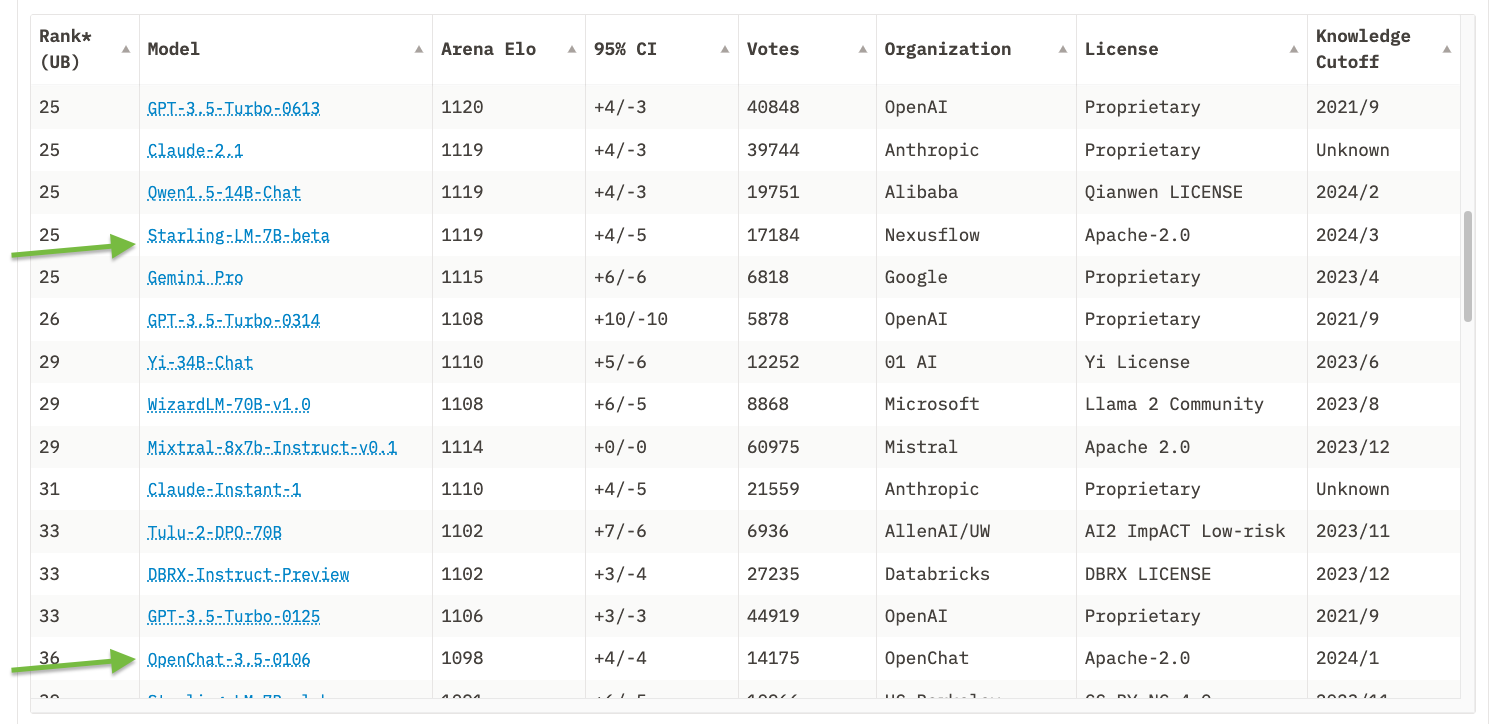 Rank* (UB) Model Arena Elo 95% CI Votes Organization License Knowledge Cutoff
25 GPT-3.5-Turbo-0613 1120 +4/-3 40848 OpenAI Proprietary 2021/9
25 Claude-2.1 1119 +4/-3 39744 Anthropic Proprietary Unknown
25 Qwen1.5-14B-Chat 1119 +4/-3 19751 Alibaba Qianwen LICENSE 2024/2
25 Starling-LM-7B-beta 1119 +4/-5 17184 Nexusflow Apache-2.0 2024/3
25 Gemini Pro 1115 +6/-6 6818 Google Proprietary 2023/4
26 GPT-3.5-Turbo-0314 1108 +10/-10 5878 OpenAI Proprietary 2021/9
29 Yi-34B-Chat 1110 +5/-6 12252 01 AI Yi License 2023/6
29 WizardLM-70B-v1.0 1108 +6/-5 8868 Microsoft Llama 2 Community 2023/8
29 Mixtral-8x7b-Instruct-v0.1 1114 +0/-0 60975 Mistral Apache 2.0 2023/12
31 Claude-Instant-1 1110 +4/-5 21559 Anthropic Proprietary Unknown
33 Tulu-2-DPO-70B 1102 +7/-6 6936 AllenAI/UW AI2 ImpACT Low-risk 2023/11
33 DBRX-Instruct-Preview 1102 +3/-4 27235 Databricks DBRX LICENSE 2023/12
33 GPT-3.5-Turbo-0125 1106 +3/-3 44919 OpenAI Proprietary 2021/9
36 OpenChat-3.5-0106 1098 +4/-4 14175 OpenChat Apache-2.0 2024/1